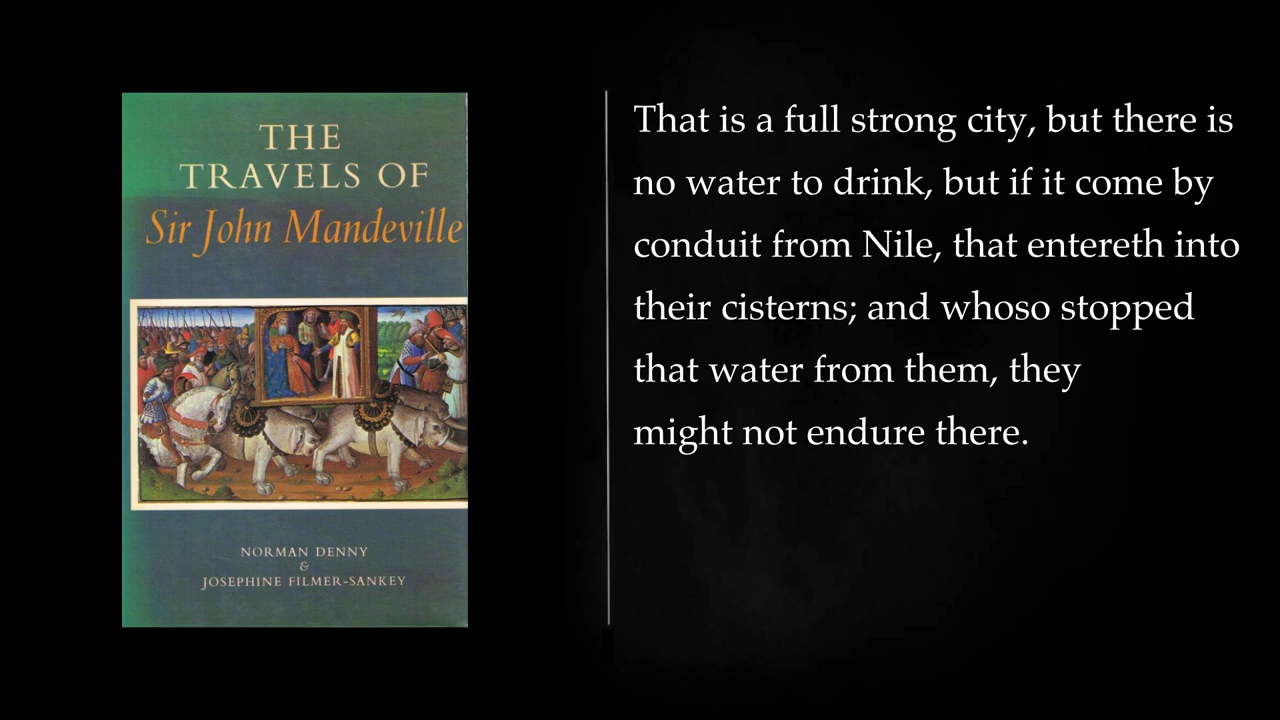 THE
TRAVELS OF
Sir John Mandeville
NORMAN DENNY
&
JOSEPHINE FILMER-SANKEY
That is a full strong city, but there is
no water to drink, but if it come by
conduit from Nile, that entereth into
their cisterns; and whoso stopped
that water from them, they
might not endure there.